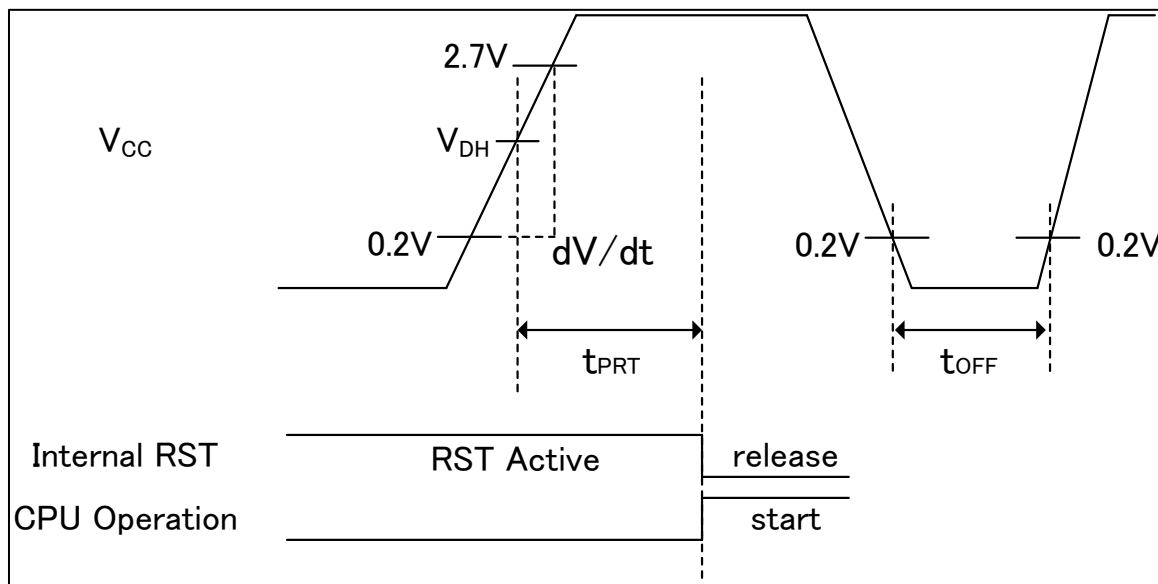 2.7V
VCC
VDH
0.2V
dV/dt
0.2V
0.2V
tPRT
tOFF
Internal RST
RST Active
release
CPU Operation
start